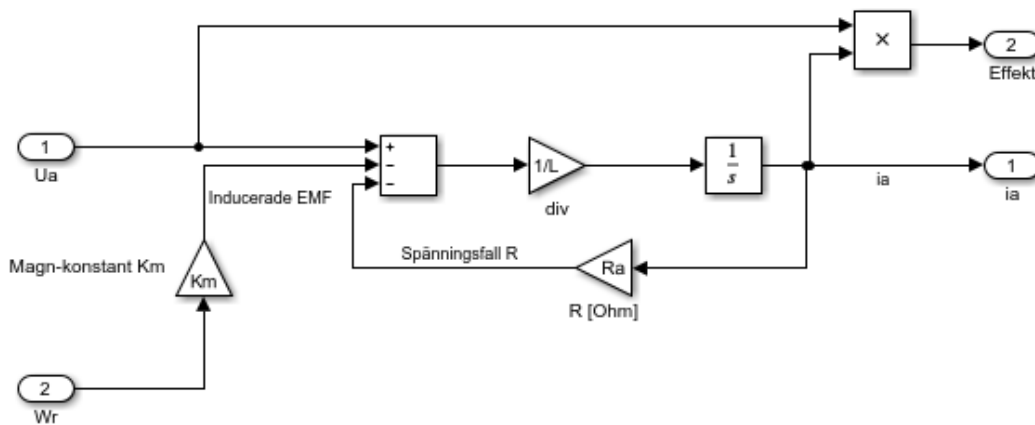 ×
2
Effekt
1
Ua
+
−
−
1/L
div
1
s
ia
1
ia
Inducerade EMF
Spänningsfall R
Ra
R [Ohm]
Magn-konstant Km
Km
2
Wr